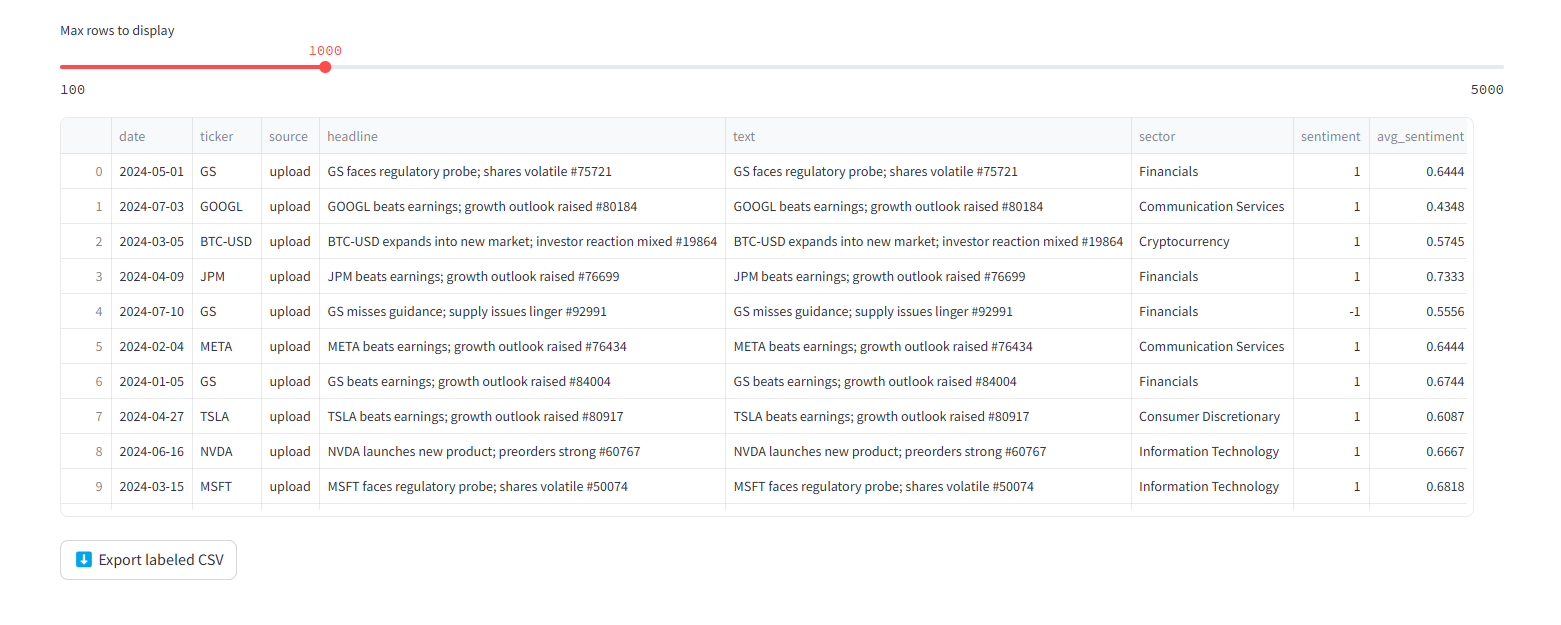 Max rows to display
1000
100 5000
date ticker source headline text sector sentiment avg_sentiment
0 2024-05-01 GS upload GS faces regulatory probe; shares volatile #75721 GS faces regulatory probe; shares volatile #75721 Financials 1 0.6444
1 2024-07-03 GOOGL upload GOOGL beats earnings; growth outlook raised #80184 GOOGL beats earnings; growth outlook raised #80184 Communication Services 1 0.4348
2 2024-03-05 BTC-USD upload BTC-USD expands into new market; investor reaction mixed #19864 BTC-USD expands into new market; investor reaction mixed #19864 Cryptocurrency 1 0.5745
3 2024-04-09 JPM upload JPM beats earnings; growth outlook raised #76699 JPM beats earnings; growth outlook raised #76699 Financials 1 0.7333
4 2024-07-10 GS upload GS misses guidance; supply issues linger #92991 GS misses guidance; supply issues linger #92991 Financials -1 0.5556
5 2024-02-04 META upload META beats earnings; growth outlook raised #76434 META beats earnings; growth outlook raised #76434 Communication Services 1 0.6444
6 2024-01-05 GS upload GS beats earnings; growth outlook raised #84004 GS beats earnings; growth outlook raised #84004 Financials 1 0.6744
7 2024-04-27 TSLA upload TSLA beats earnings; growth outlook raised #80917 TSLA beats earnings; growth outlook raised #80917 Consumer Discretionary 1 0.6087
8 2024-06-16 NVDA upload NVDA launches new product; preorders strong #60767 NVDA launches new product; preorders strong #60767 Information Technology 1 0.6667
9 2024-03-15 MSFT upload MSFT faces regulatory probe; shares volatile #50074 MSFT faces regulatory probe; shares volatile #50074 Information Technology 1 0.6818
Export labeled CSV